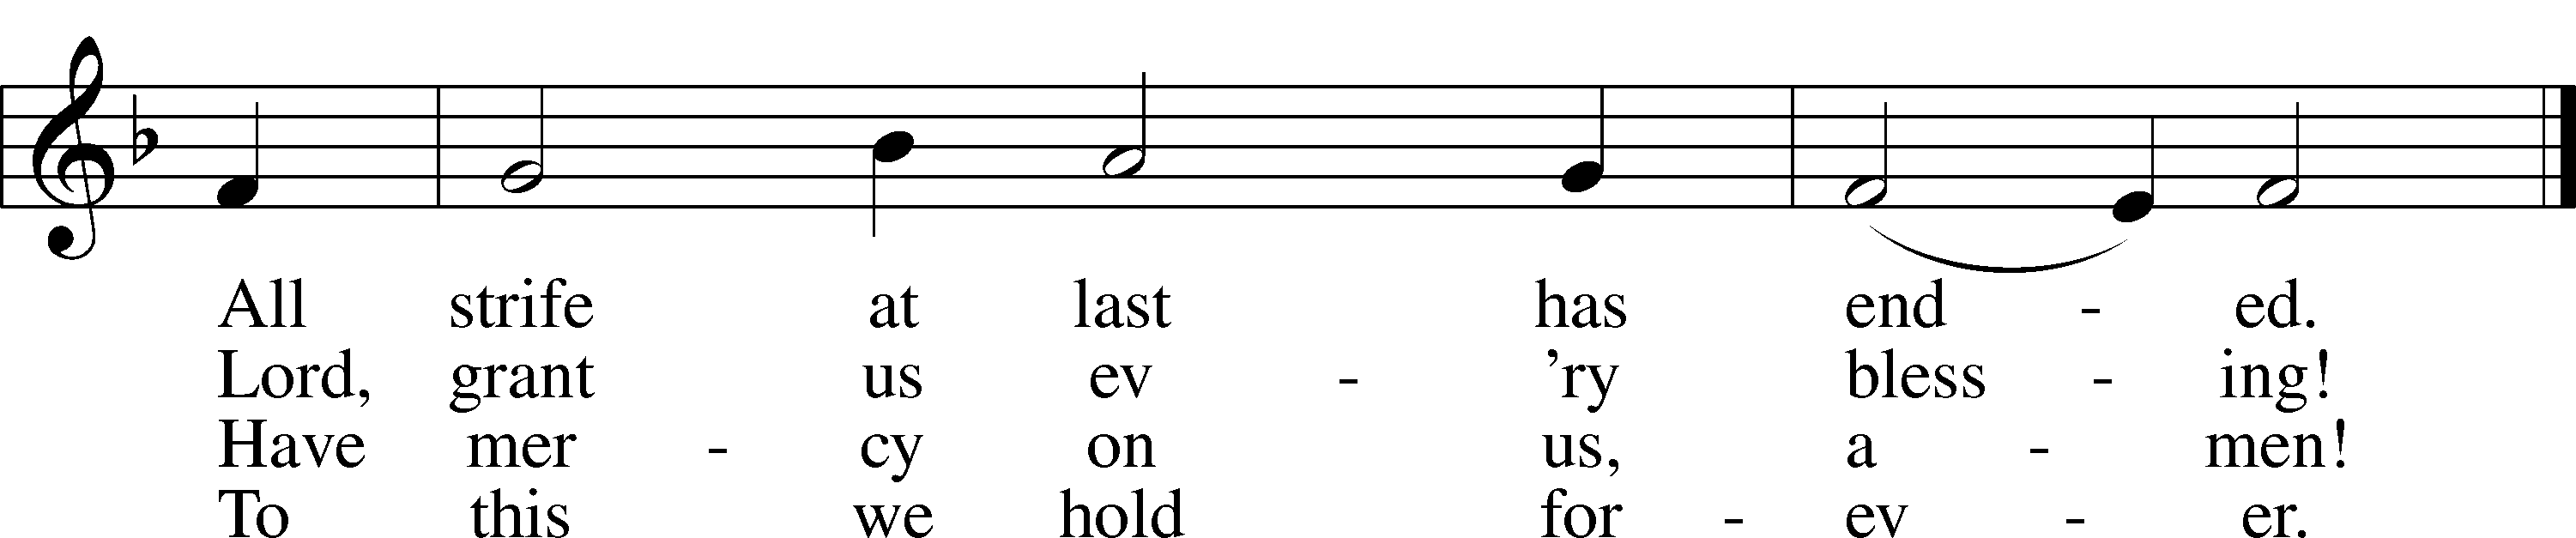 All strife at last has end - ed.
Lord, grant us ev - ’ry bless - ing!
Have mer - cy on us, a - men!
To this we hold for - ev - er.